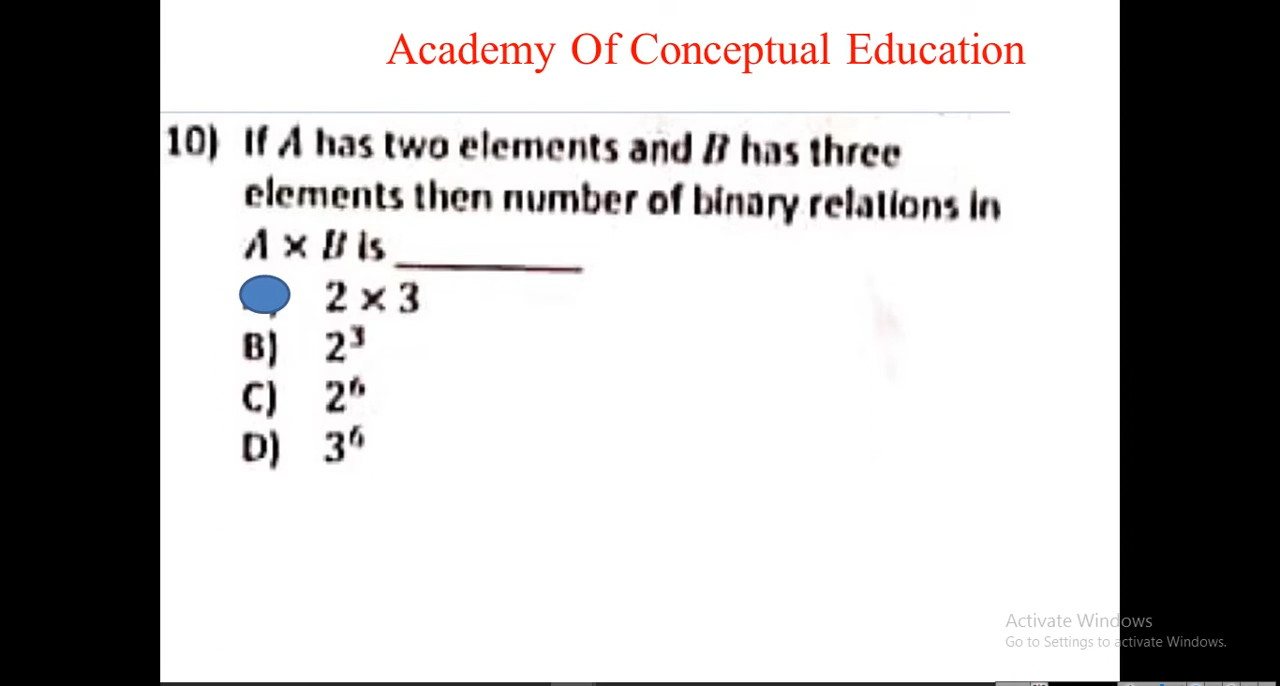 Academy Of Conceptual Education
10) If A has two elements and B has three
elements then number of binary relations in
A × B is ________
2 × 3
B) 2³
C) 2⁶
D) 3⁶
Activate Windows
Go to Settings to activate Windows.